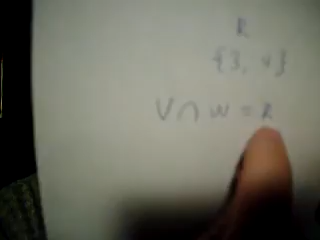 R
{3, 4}
V ∩ W = R